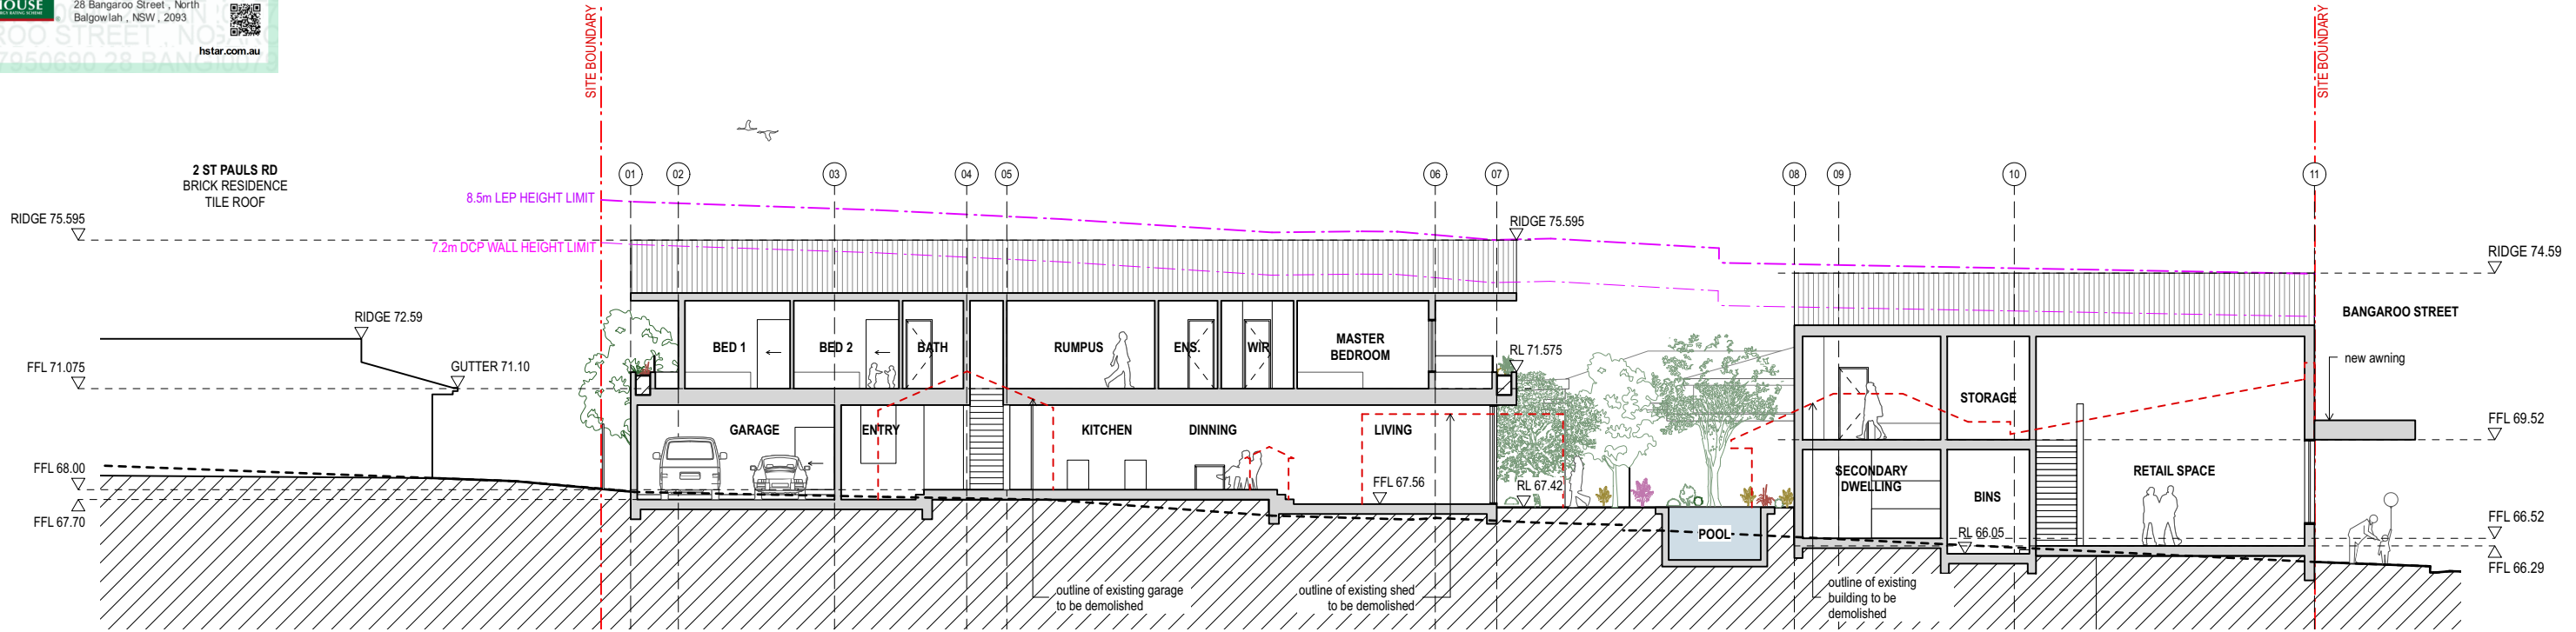 HOUSE
28 Bangaroo Street , North
Balgowlah , NSW , 2093
hstar.com.au
SITE BOUNDARY
SITE BOUNDARY
2 ST PAULS RD
BRICK RESIDENCE
TILE ROOF
01
02
03
04
05
06
07
08
09
10
11
8.5m LEP HEIGHT LIMIT
7.2m DCP WALL HEIGHT LIMIT
RIDGE 75.595
RIDGE 75.595
RIDGE 74.59
RIDGE 72.59
GUTTER 71.10
FFL 71.075
FFL 68.00
FFL 67.70
BED 1
BED 2
BATH
RUMPUS
ENS.
WIR
MASTER
BEDROOM
RL 71.575
BANGAROO STREET
new awning
STORAGE
FFL 69.52
GARAGE
ENTRY
KITCHEN
DINNING
LIVING
FFL 67.56
RL 67.42
SECONDARY
DWELLING
BINS
RETAIL SPACE
RL 66.05
POOL
FFL 66.52
FFL 66.29
outline of existing garage
to be demolished
outline of existing shed
to be demolished
outline of existing
building to be
demolished